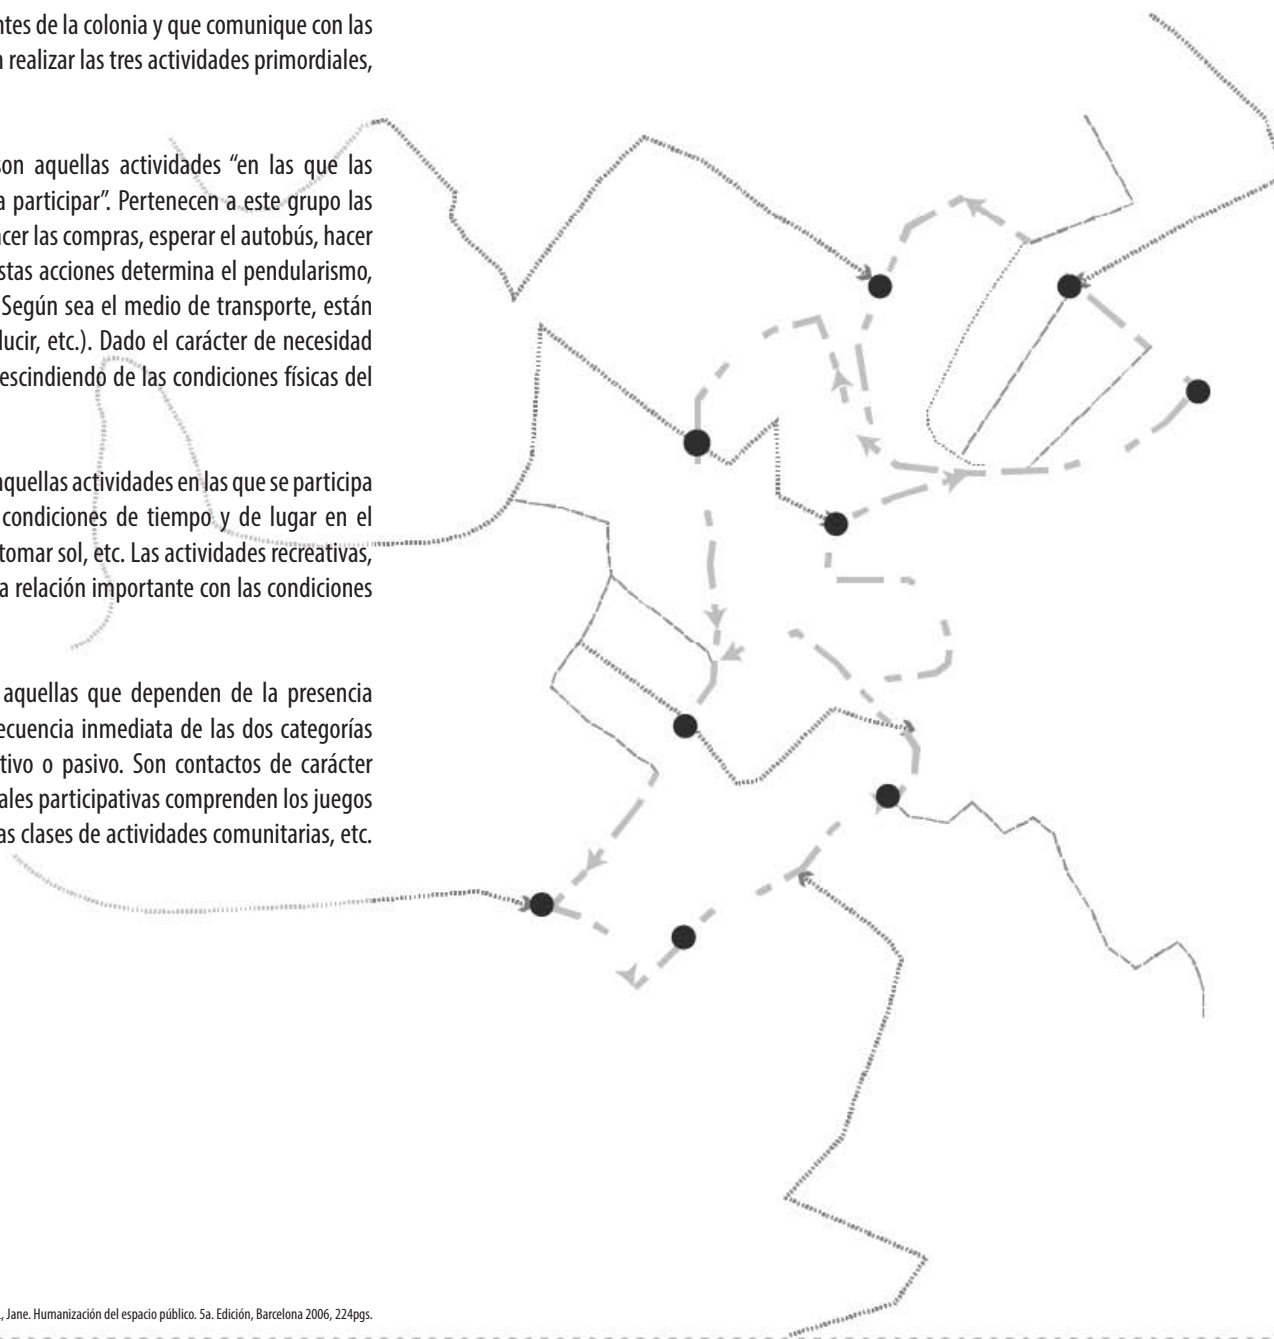 ntes de la colonia y que comunique con las
n realizar las tres actividades primordiales,
son aquellas actividades “en las que las
a participar”. Pertenecen a este grupo las
acer las compras, esperar el autobús, hacer
stas acciones determina el pendularismo,
Según sea el medio de transporte, están
lucir, etc.). Dado el carácter de necesidad
escindiendo de las condiciones físicas del
aquellas actividades en las que se participa
condiciones de tiempo y de lugar en el
tomar sol, etc. Las actividades recreativas,
a relación importante con las condiciones
aquellas que dependen de la presencia
ecuencia inmediata de las dos categorías
tivo o pasivo. Son contactos de carácter
ales participativas comprenden los juegos
as clases de actividades comunitarias, etc.
., Jane. Humanización del espacio público. 5a. Edición, Barcelona 2006, 224pgs.